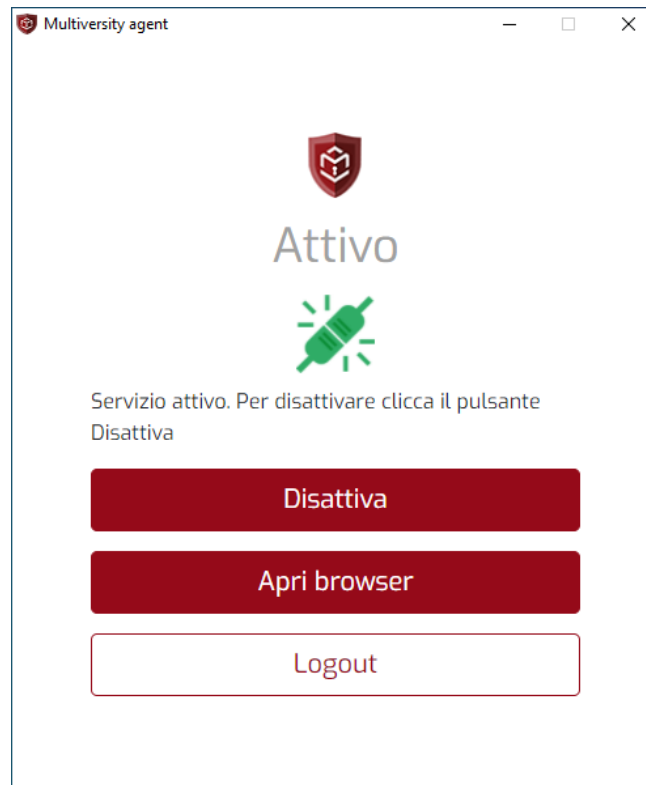 Multiversity agent
Attivo
Servizio attivo. Per disattivare clicca il pulsante
Disattiva
Disattiva
Apri browser
Logout